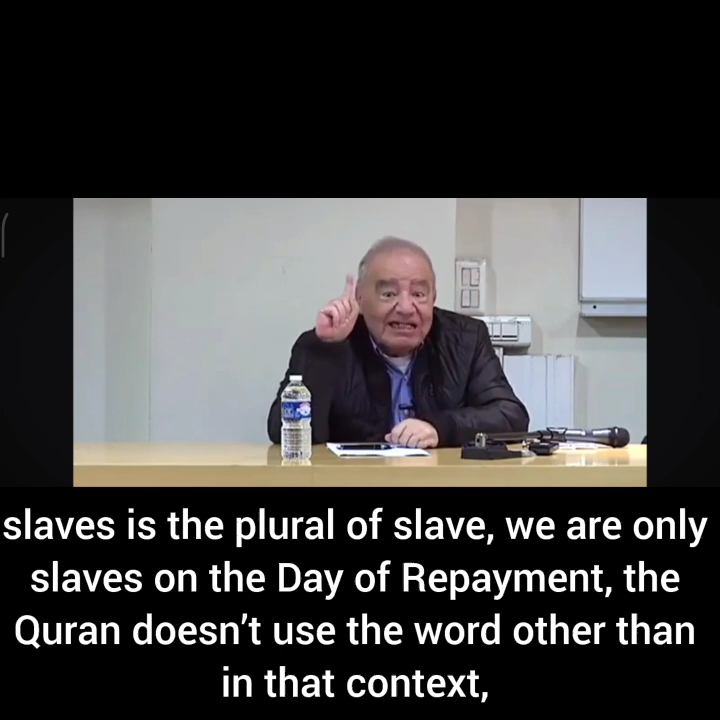 slaves is the plural of slave, we are only
slaves on the Day of Repayment, the
Quran doesn’t use the word other than
in that context,